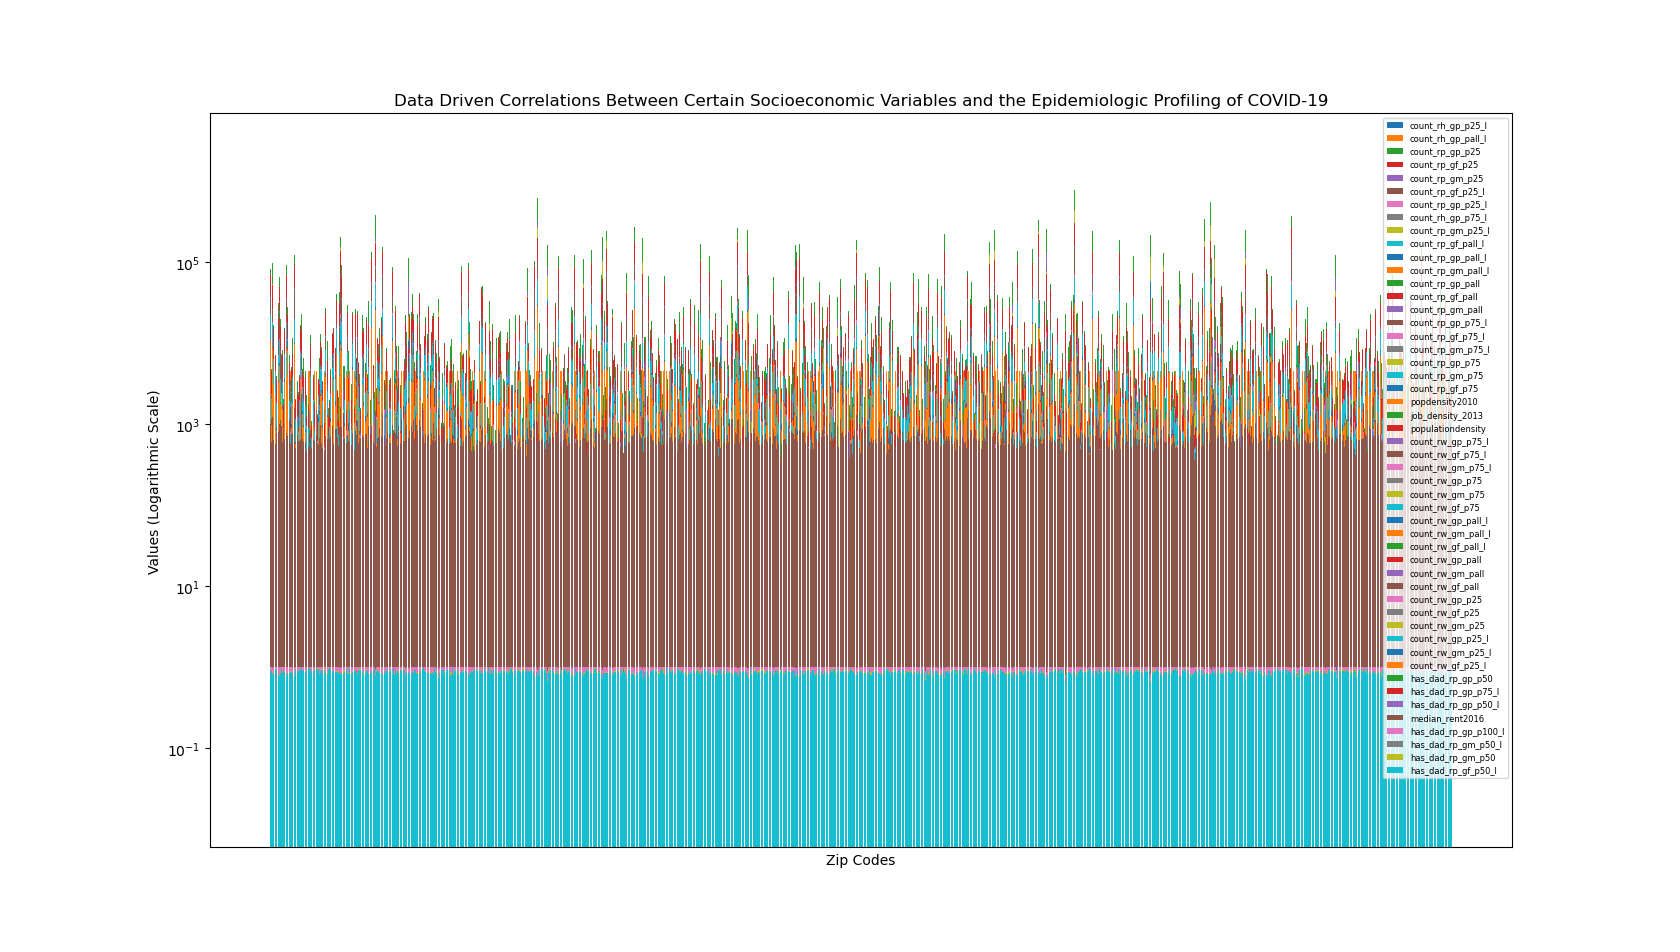 Data Driven Correlations Between Certain Socioeconomic Variables and the Epidemiologic Profiling of COVID-19
Values (Logarithmic Scale)
10^5
10^3
10^1
10^-1
Zip Codes
count_rh_gp_p25_l
count_rh_gp_pall_l
count_rp_gp_p25
count_rp_gf_p25
count_rp_gm_p25
count_rp_gf_p25_l
count_rp_gp_p25_l
count_rh_gp_p75_l
count_rp_gm_p25_l
count_rp_gf_pall_l
count_rp_gp_pall_l
count_rp_gm_pall_l
count_rp_gp_pall
count_rp_gf_pall
count_rp_gm_pall
count_rp_gp_p75_l
count_rp_gf_p75_l
count_rp_gm_p75_l
count_rp_gp_p75
count_rp_gm_p75
count_rp_gf_p75
popdensity2010
job_density_2013
populationdensity
count_rw_gp_p75_l
count_rw_gf_p75_l
count_rw_gm_p75_l
count_rw_gp_p75
count_rw_gm_p75
count_rw_gf_p75
count_rw_gp_pall_l
count_rw_gm_pall_l
count_rw_gf_pall_l
count_rw_gp_pall
count_rw_gm_pall
count_rw_gf_pall
count_rw_gp_p25
count_rw_gf_p25
count_rw_gm_p25
count_rw_gp_p25_l
count_rw_gm_p25_l
count_rw_gf_p25_l
has_dad_rp_gp_p50
has_dad_rp_gp_p75_l
has_dad_rp_gp_p50_l
median_rent2016
has_dad_rp_gp_p100_l
has_dad_rp_gm_p50_l
has_dad_rp_gm_p50
has_dad_rp_gf_p50_l